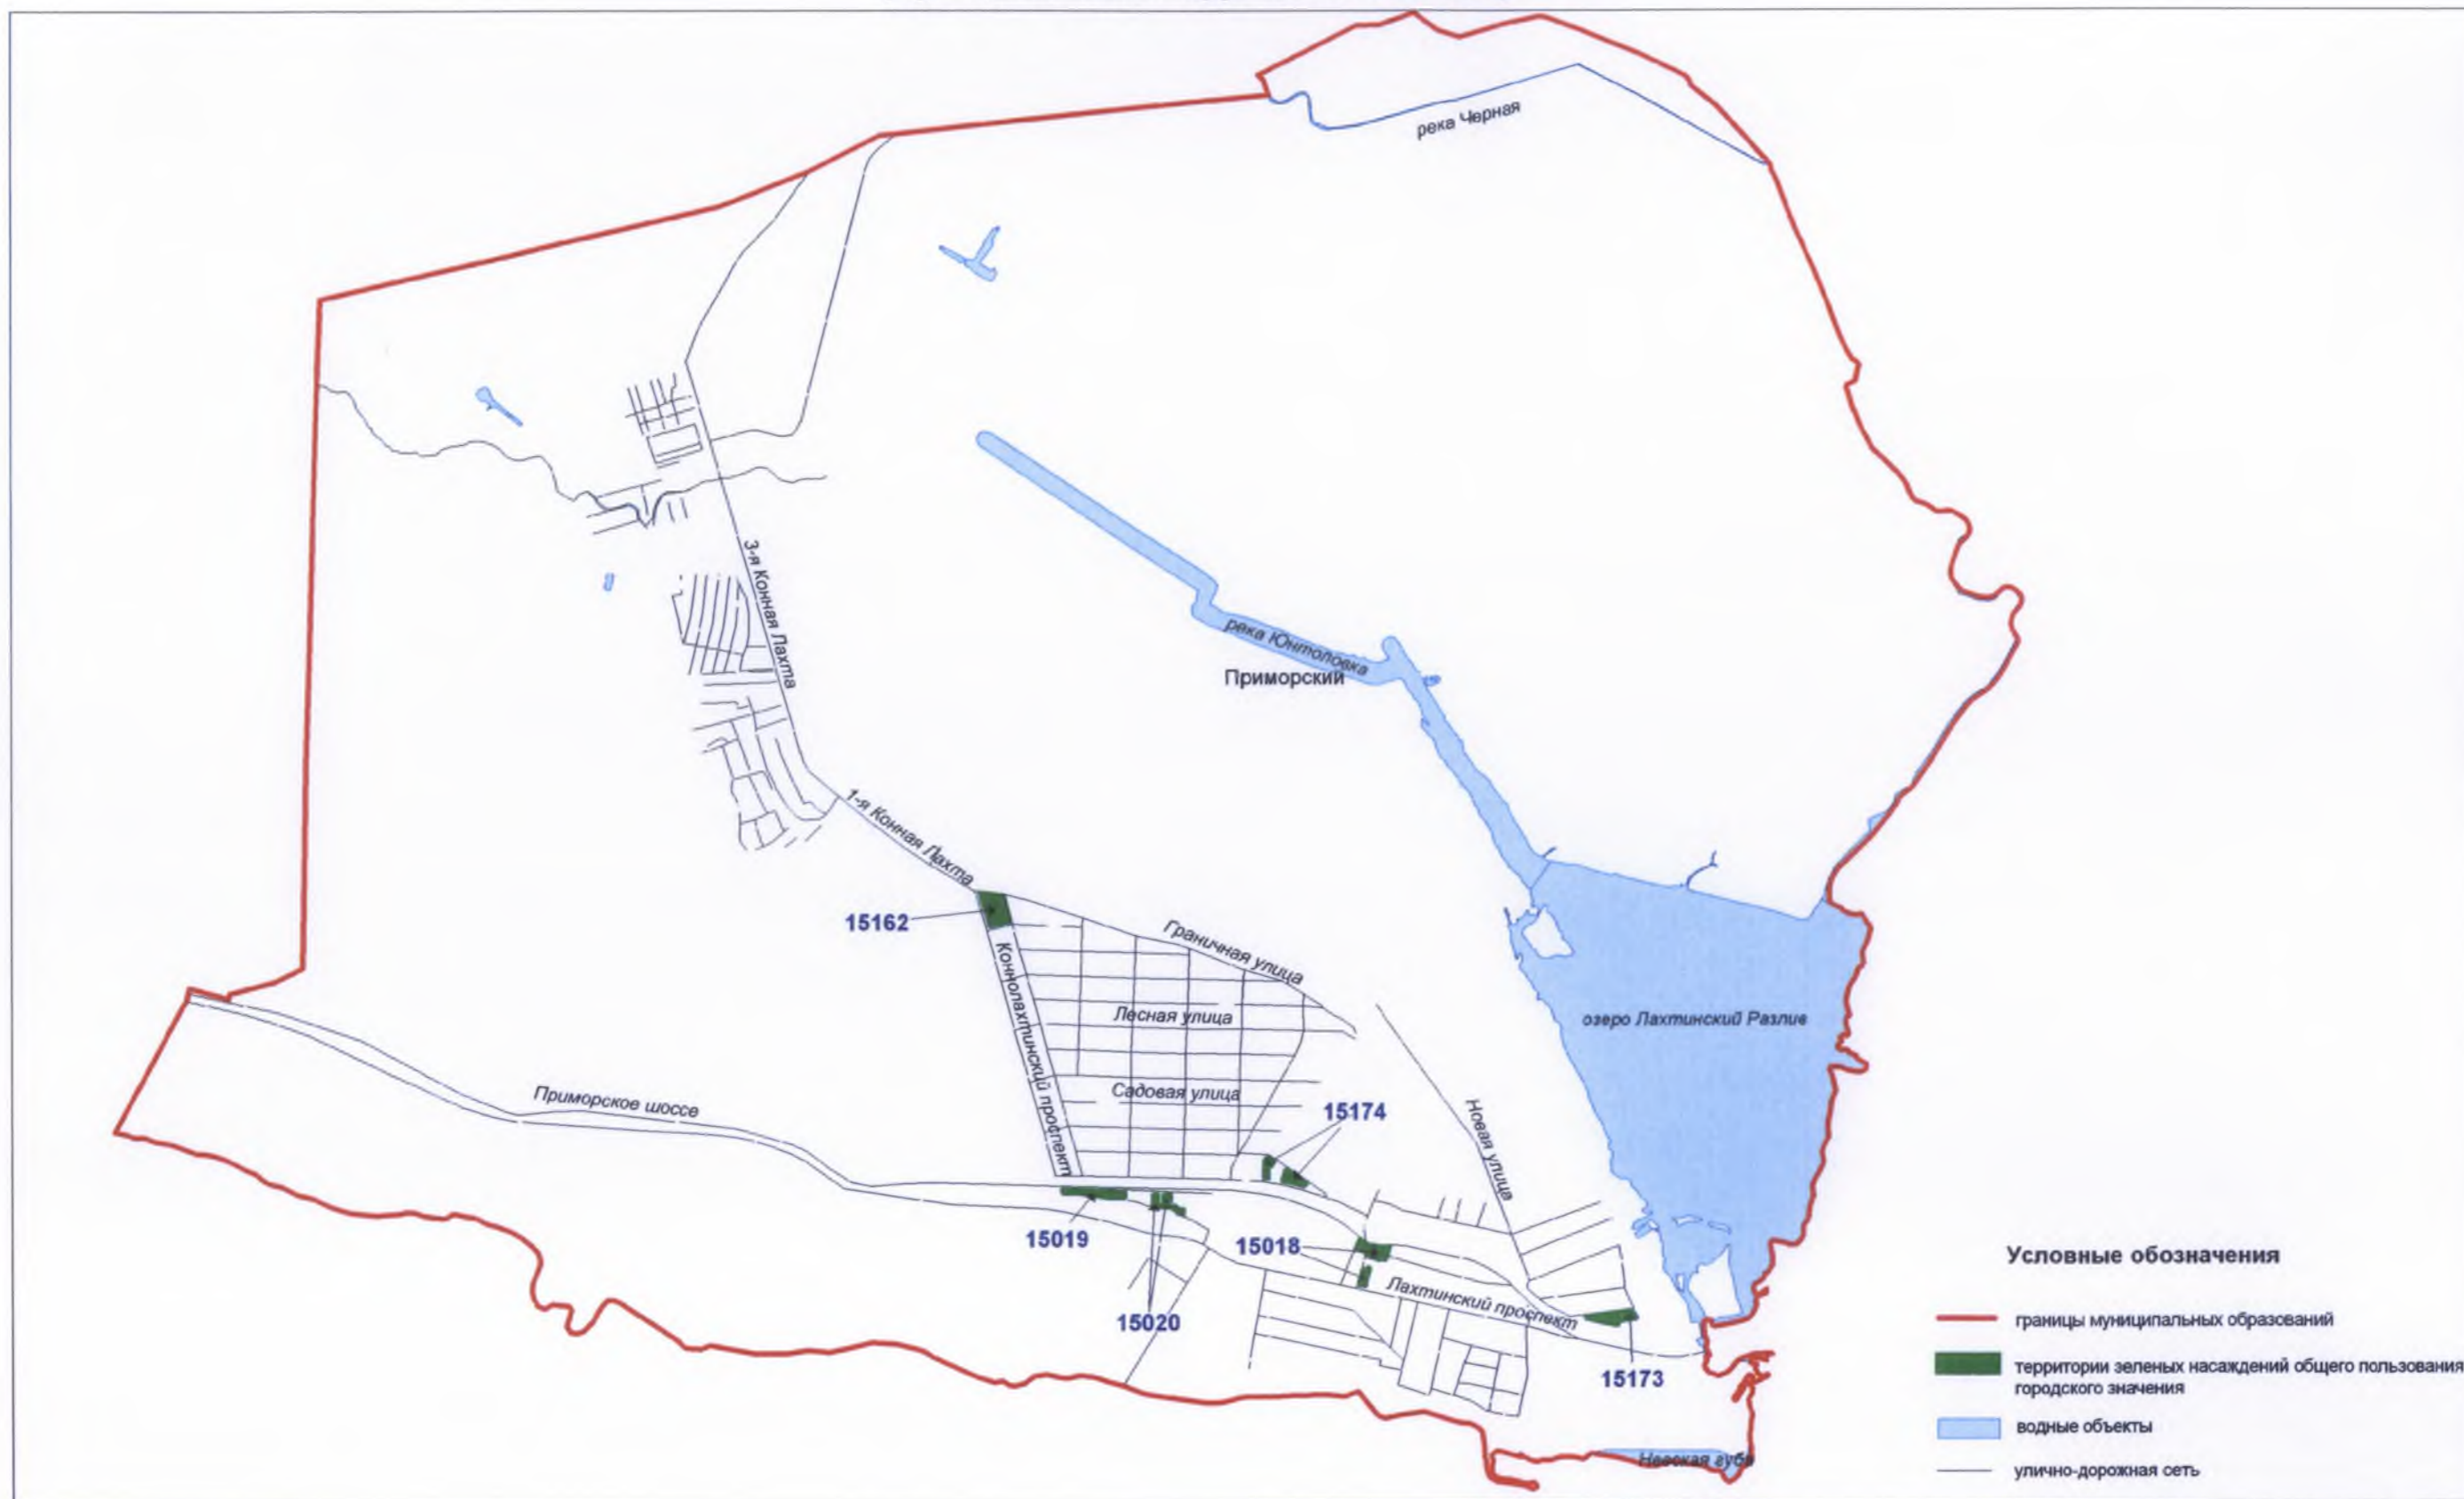 река Черная
3-я Конная Лахта
река Юнтоловка
Приморский
1-я Конная Лахта
15162
Граничная улица
Коннолахтинский проспект
Лесная улица
озеро Лахтинский Разлив
Садовая улица
Приморское шоссе
15174
Новая улица
15019
15018
15020
Лахтинский проспект
15173
Невская губа
Условные обозначения
границы муниципальных образований
территории зеленых насаждений общего пользования
городского значения
водные объекты
улично-дорожная сеть